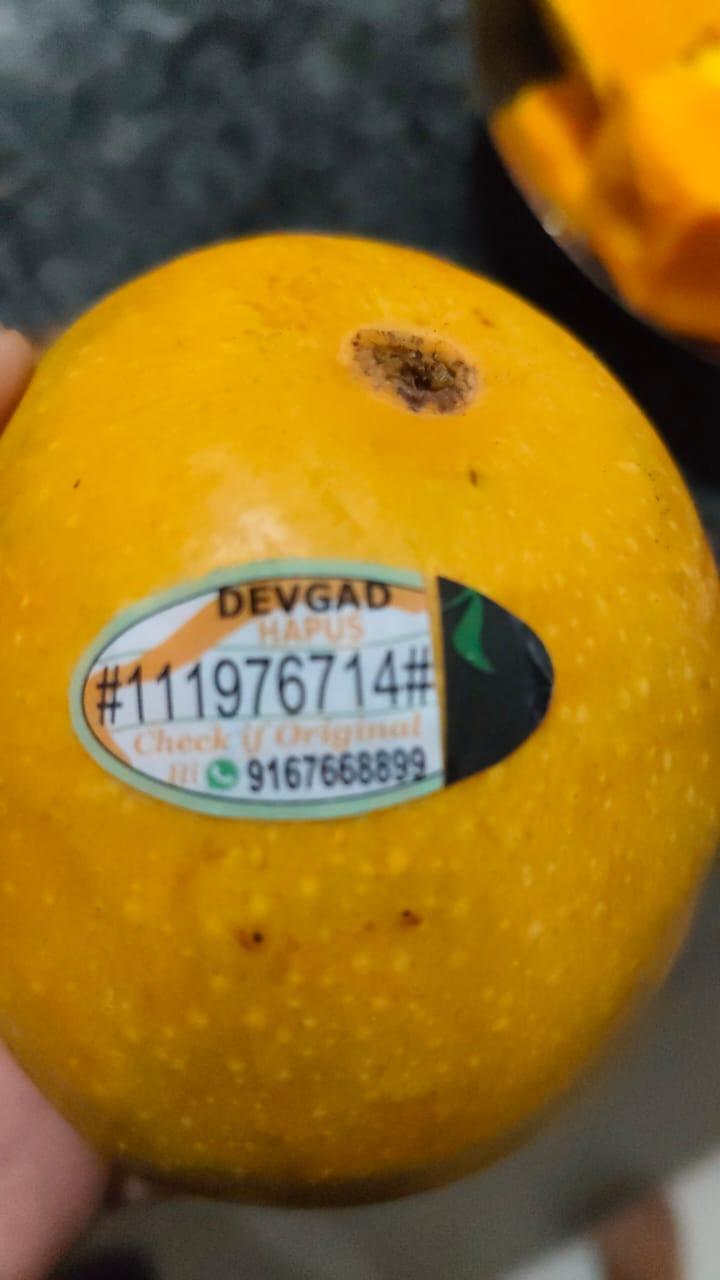 DEVGAD
HAPUS
#111976714#
Check if Original
Hi 9167668899